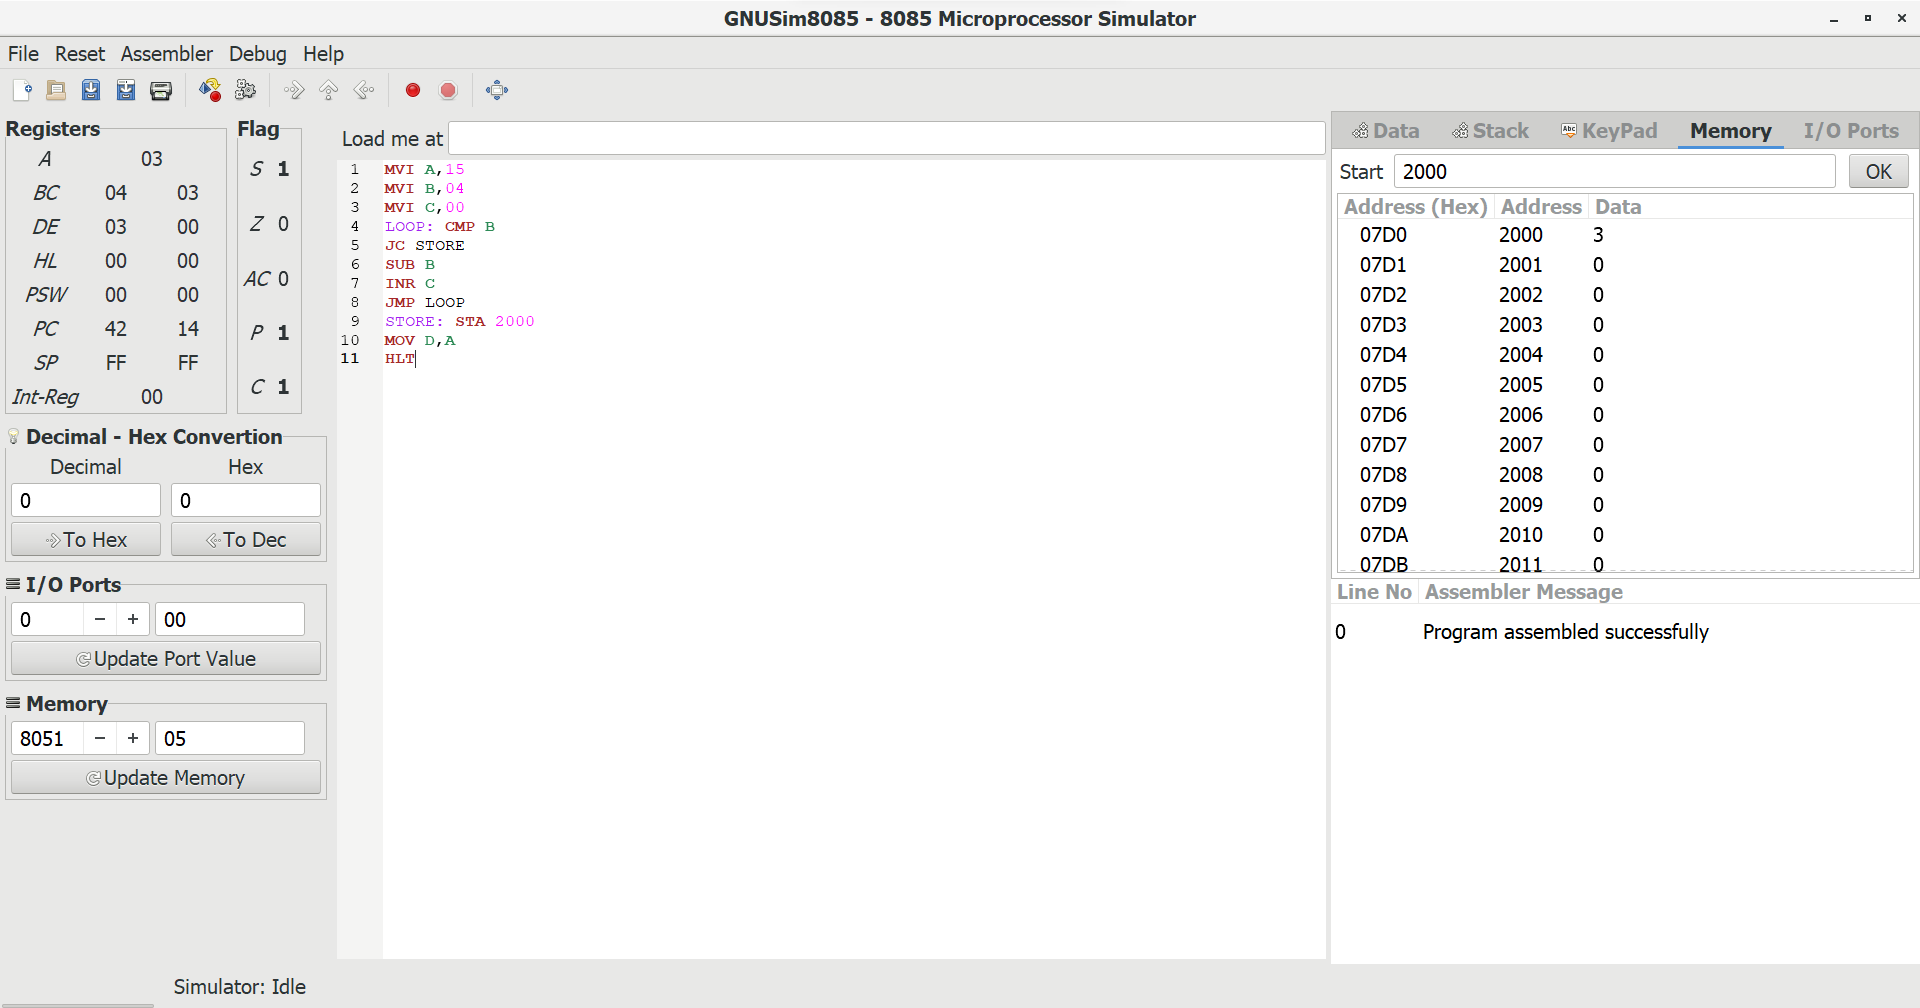 GNUSim8085 - 8085 Microprocessor Simulator
File Reset Assembler Debug Help
Registers
A 03
BC 04 03
DE 03 00
HL 00 00
PSW 00 00
PC 42 14
SP FF FF
Int-Reg 00
Flag
S 1
Z 0
AC 0
P 1
C 1
Decimal - Hex Convertion
Decimal Hex
0 0
To Hex To Dec
I/O Ports
0 − + 00
Update Port Value
Memory
8051 − + 05
Update Memory
Load me at
1 MVI A,15
2 MVI B,04
3 MVI C,00
4 LOOP: CMP B
5 JC STORE
6 SUB B
7 INR C
8 JMP LOOP
9 STORE: STA 2000
10 MOV D,A
11 HLT
Data Stack Abc KeyPad Memory I/O Ports
Start 2000 OK
Address (Hex) Address Data
07D0 2000 3
07D1 2001 0
07D2 2002 0
07D3 2003 0
07D4 2004 0
07D5 2005 0
07D6 2006 0
07D7 2007 0
07D8 2008 0
07D9 2009 0
07DA 2010 0
07DB 2011 0
Line No Assembler Message
0 Program assembled successfully
Simulator: Idle